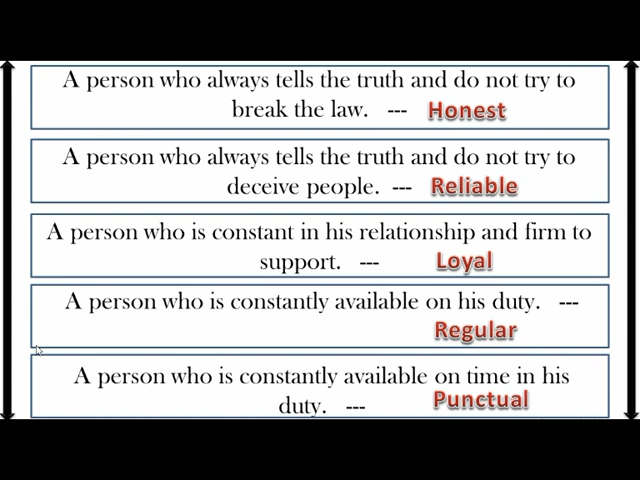 A person who always tells the truth and do not try to
break the law. --- Honest
A person who always tells the truth and do not try to
deceive people. --- Reliable
A person who is constant in his relationship and firm to
support. --- Loyal
A person who is constantly available on his duty. ---
Regular
A person who is constantly available on time in his
duty. --- Punctual